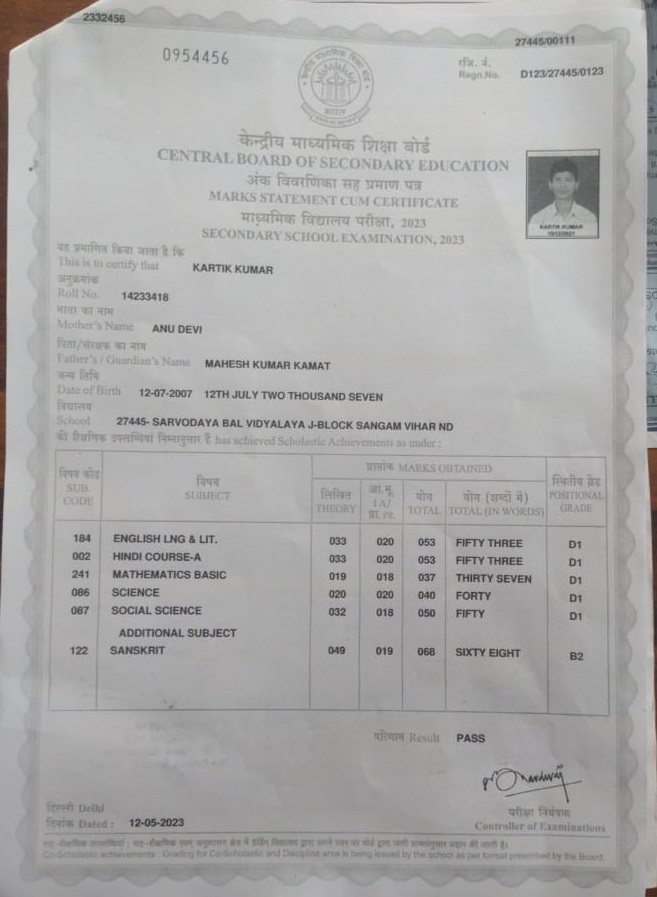 2332456
27445/00111
0954456
रजि. नं.
Regn.No. D123/27445/0123
भारत
केन्द्रीय माध्यमिक शिक्षा बोर्ड
CENTRAL BOARD OF SECONDARY EDUCATION
अंक विवरणिका सह प्रमाण पत्र
MARKS STATEMENT CUM CERTIFICATE
माध्यमिक विद्यालय परीक्षा, 2023
SECONDARY SCHOOL EXAMINATION, 2023
KARTIK KUMAR
यह प्रमाणित किया जाता है कि
This is to certify that KARTIK KUMAR
अनुक्रमांक
Roll No. 14233418
माता का नाम
Mother's Name ANU DEVI
पिता/संरक्षक का नाम
Father's / Guardian's Name MAHESH KUMAR KAMAT
जन्म तिथि
Date of Birth 12-07-2007 12TH JULY TWO THOUSAND SEVEN
विद्यालय
School 27445- SARVODAYA BAL VIDYALAYA J-BLOCK SANGAM VIHAR ND
की शैक्षणिक उपलब्धियां निम्नानुसार हैं has achieved Scholastic Achievements as under :
विषय कोड SUB. CODE
विषय SUBJECT
प्राप्तांक MARKS OBTAINED
लिखित THEORY
आं.मू. IA/ प्रा. PR.
योग TOTAL
योग (शब्दों में) TOTAL (IN WORDS)
स्थितीय ग्रेड POSITIONAL GRADE
184 ENGLISH LNG & LIT. 033 020 053 FIFTY THREE D1
002 HINDI COURSE-A 033 020 053 FIFTY THREE D1
241 MATHEMATICS BASIC 019 018 037 THIRTY SEVEN D1
086 SCIENCE 020 020 040 FORTY D1
087 SOCIAL SCIENCE 032 018 050 FIFTY D1
ADDITIONAL SUBJECT
122 SANSKRIT 049 019 068 SIXTY EIGHT B2
परिणाम Result PASS
दिल्ली Delhi
दिनांक Dated : 12-05-2023
परीक्षा नियंत्रक
Controller of Examinations
Co-Scholastic achievements : Grading for Co-Scholastic and Discipline area is being issued by the school as per format prescribed by the Board.